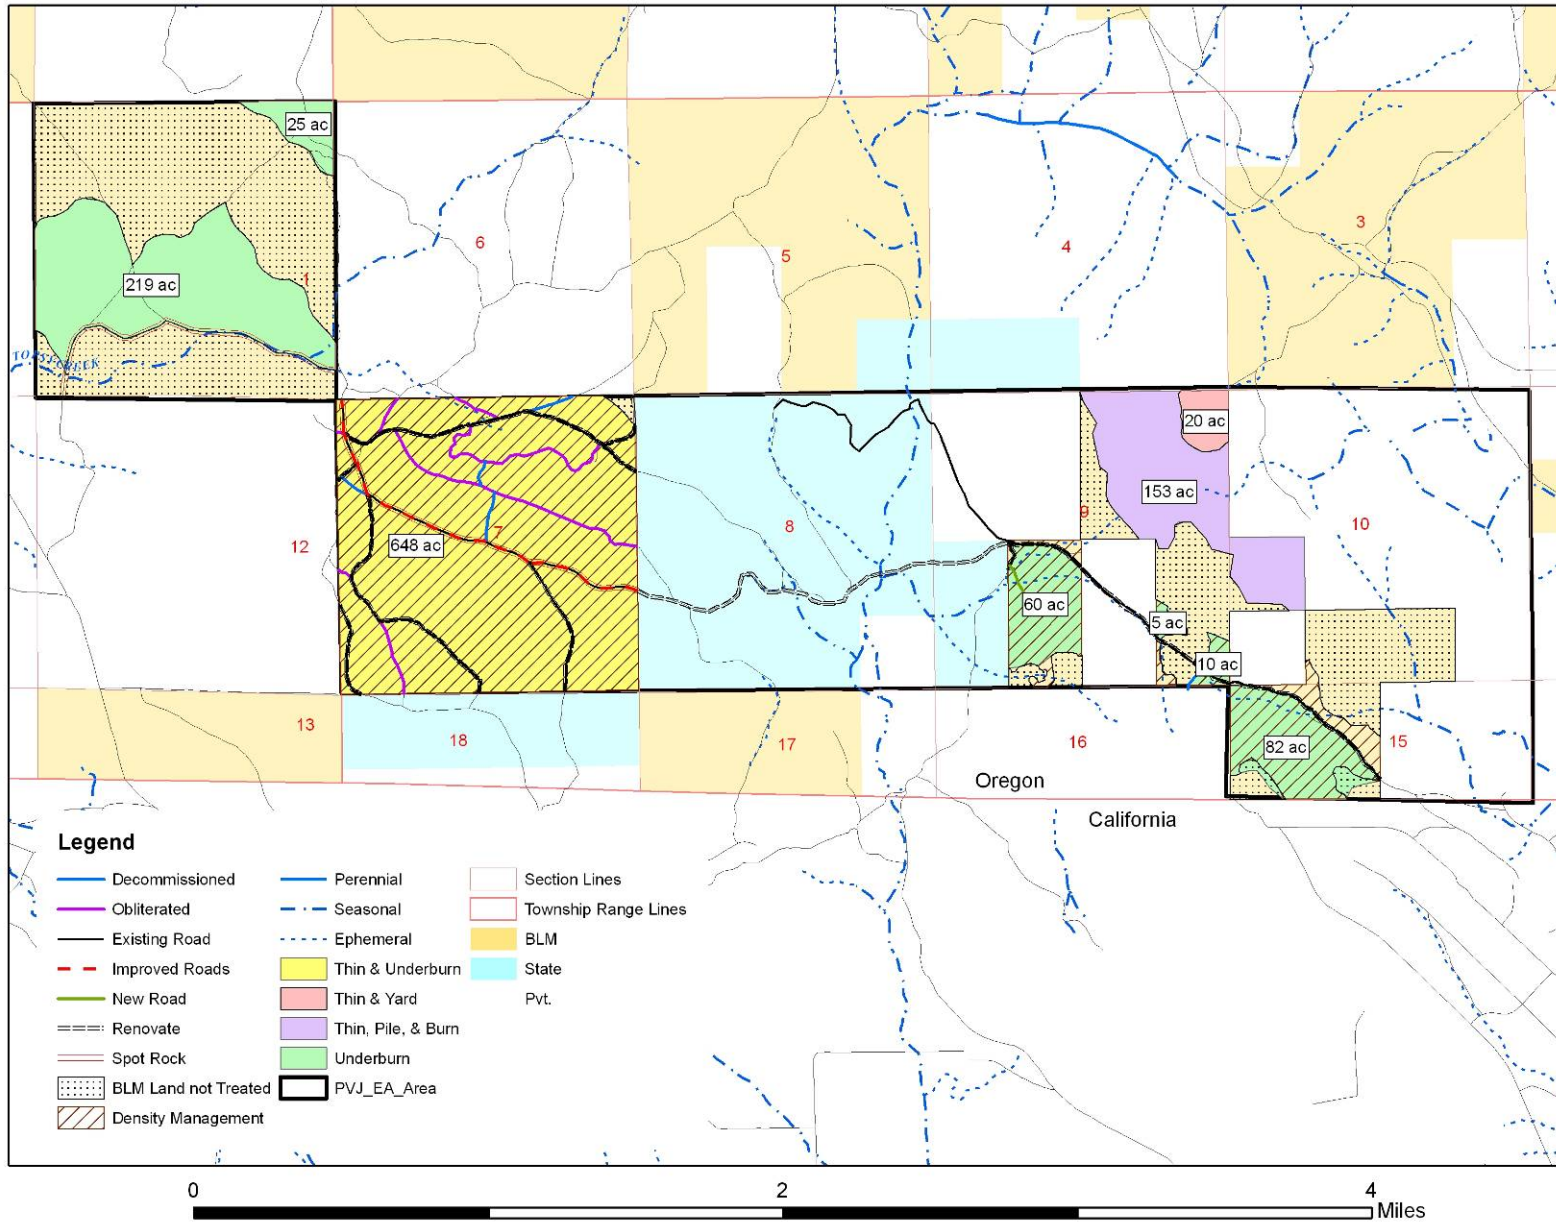 25 ac
6
5
4
3
219 ac
1
TOPSY CREEK
20 ac
153 ac
9
10
8
7
12
648 ac
60 ac
5 ac
10 ac
13
18
17
16
82 ac
15
Oregon
California
Legend
Decommissioned
Obliterated
Existing Road
Improved Roads
New Road
Renovate
Spot Rock
BLM Land not Treated
Density Management
Perennial
Seasonal
Ephemeral
Thin & Underburn
Thin & Yard
Thin, Pile, & Burn
Underburn
PVJ_EA_Area
Section Lines
Township Range Lines
BLM
State
Pvt.
0
2
4
Miles